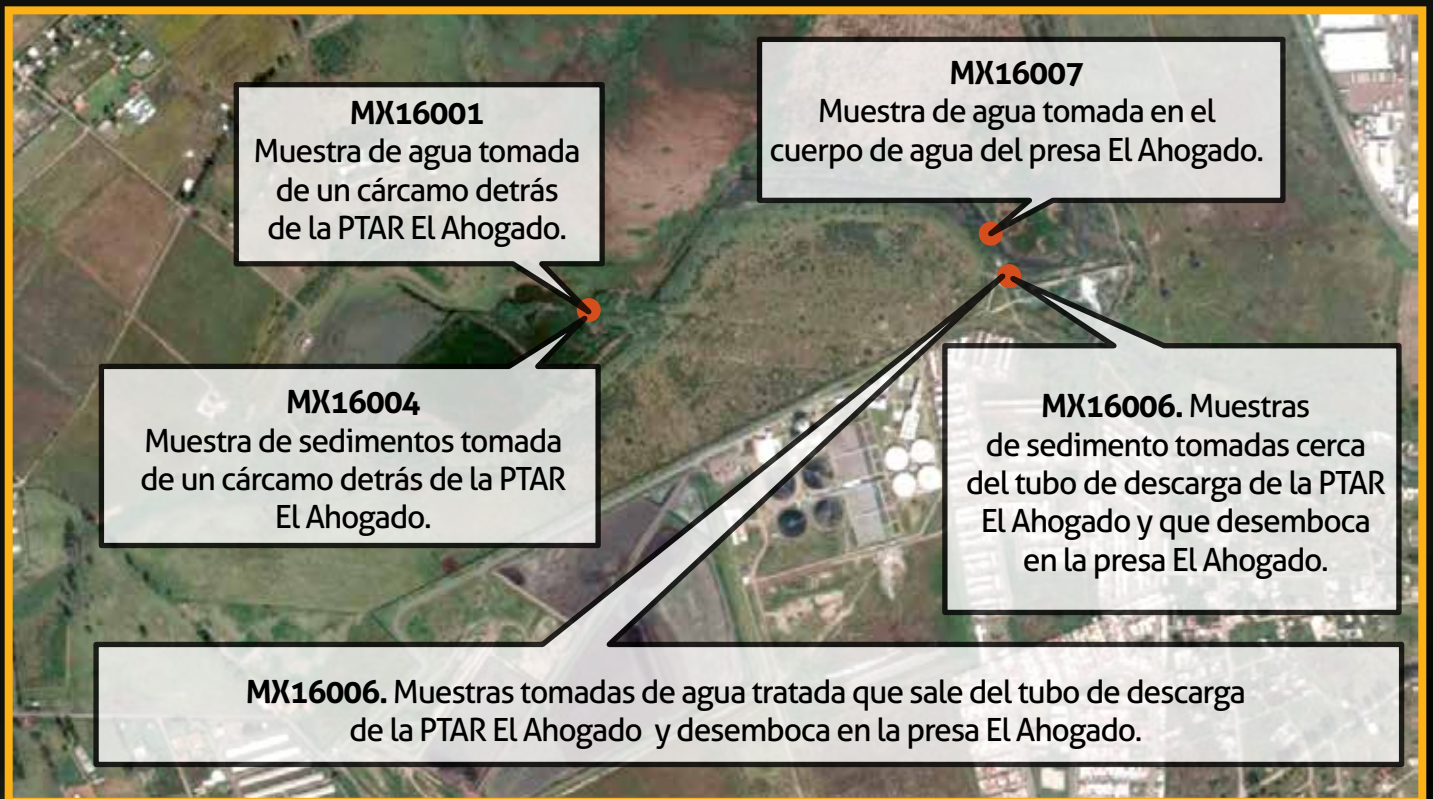 MX16001
Muestra de agua tomada
de un cárcamo detrás
de la PTAR El Ahogado.
MX16007
Muestra de agua tomada en el
cuerpo de agua del presa El Ahogado.
MX16004
Muestra de sedimentos tomada
de un cárcamo detrás de la PTAR
El Ahogado.
MX16006. Muestras
de sedimento tomadas cerca
del tubo de descarga de la PTAR
El Ahogado y que desemboca
en la presa El Ahogado.
MX16006. Muestras tomadas de agua tratada que sale del tubo de descarga
de la PTAR El Ahogado y desemboca en la presa El Ahogado.